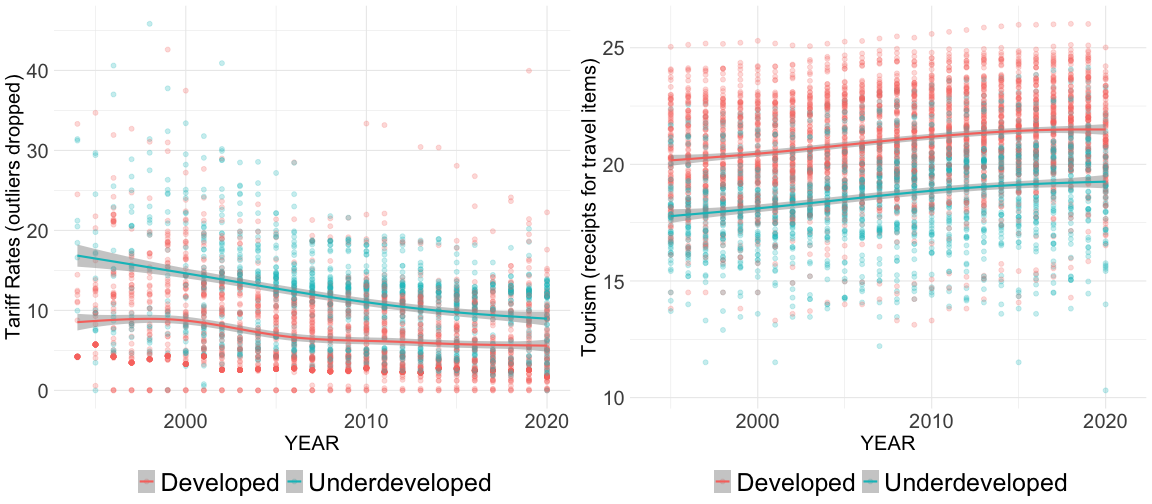 Tariff Rates (outliers dropped)
40
30
20
10
0
2000
2010
2020
YEAR
Developed
Underdeveloped
Tourism (receipts for travel items)
25
20
15
10
2000
2010
2020
YEAR
Developed
Underdeveloped